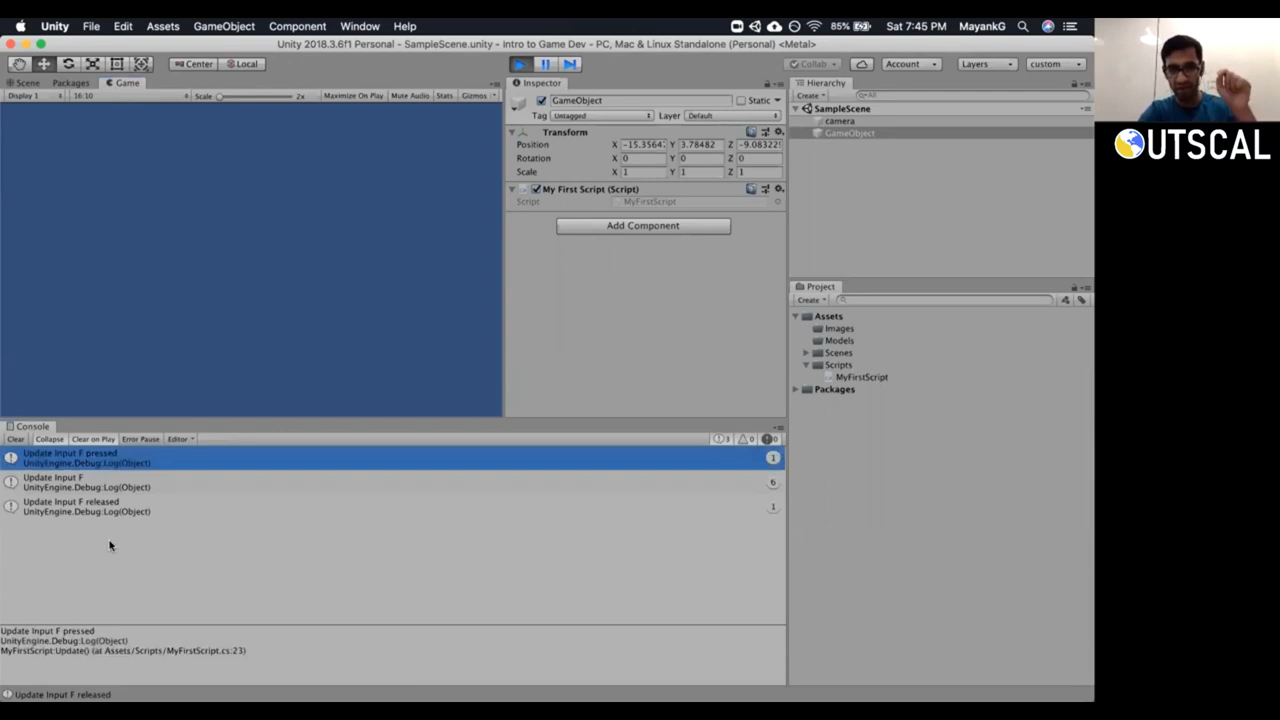 Unity File Edit Assets GameObject Component Window Help 85% Sat 7:45 PM MayankG
Unity 2018.3.6f1 Personal - SampleScene.unity - Intro to Game Dev - PC, Mac & Linux Standalone (Personal) <Metal>
Center Local Collab Account Layers custom
Scene Packages Game
Display 1 16:10 Scale 2x Maximize On Play Mute Audio Stats Gizmos
Inspector
GameObject Static
Tag Untagged Layer Default
Transform
Position X -15.3564 Y 3.78482 Z -9.08322
Rotation X 0 Y 0 Z 0
Scale X 1 Y 1 Z 1
My First Script (Script)
Script MyFirstScript
Add Component
Hierarchy
Create All
SampleScene
camera
GameObject
Project
Create
Assets
Images
Models
Scenes
Scripts
MyFirstScript
Packages
OUTSCAL
Console
Clear Collapse Clear on Play Error Pause Editor 3 0 0
Update Input F pressed
UnityEngine.Debug:Log(Object) 1
Update Input F
UnityEngine.Debug:Log(Object) 6
Update Input F released
UnityEngine.Debug:Log(Object) 1
Update Input F pressed
UnityEngine.Debug:Log(Object)
MyFirstScript:Update() (at Assets/Scripts/MyFirstScript.cs:23)
Update Input F released